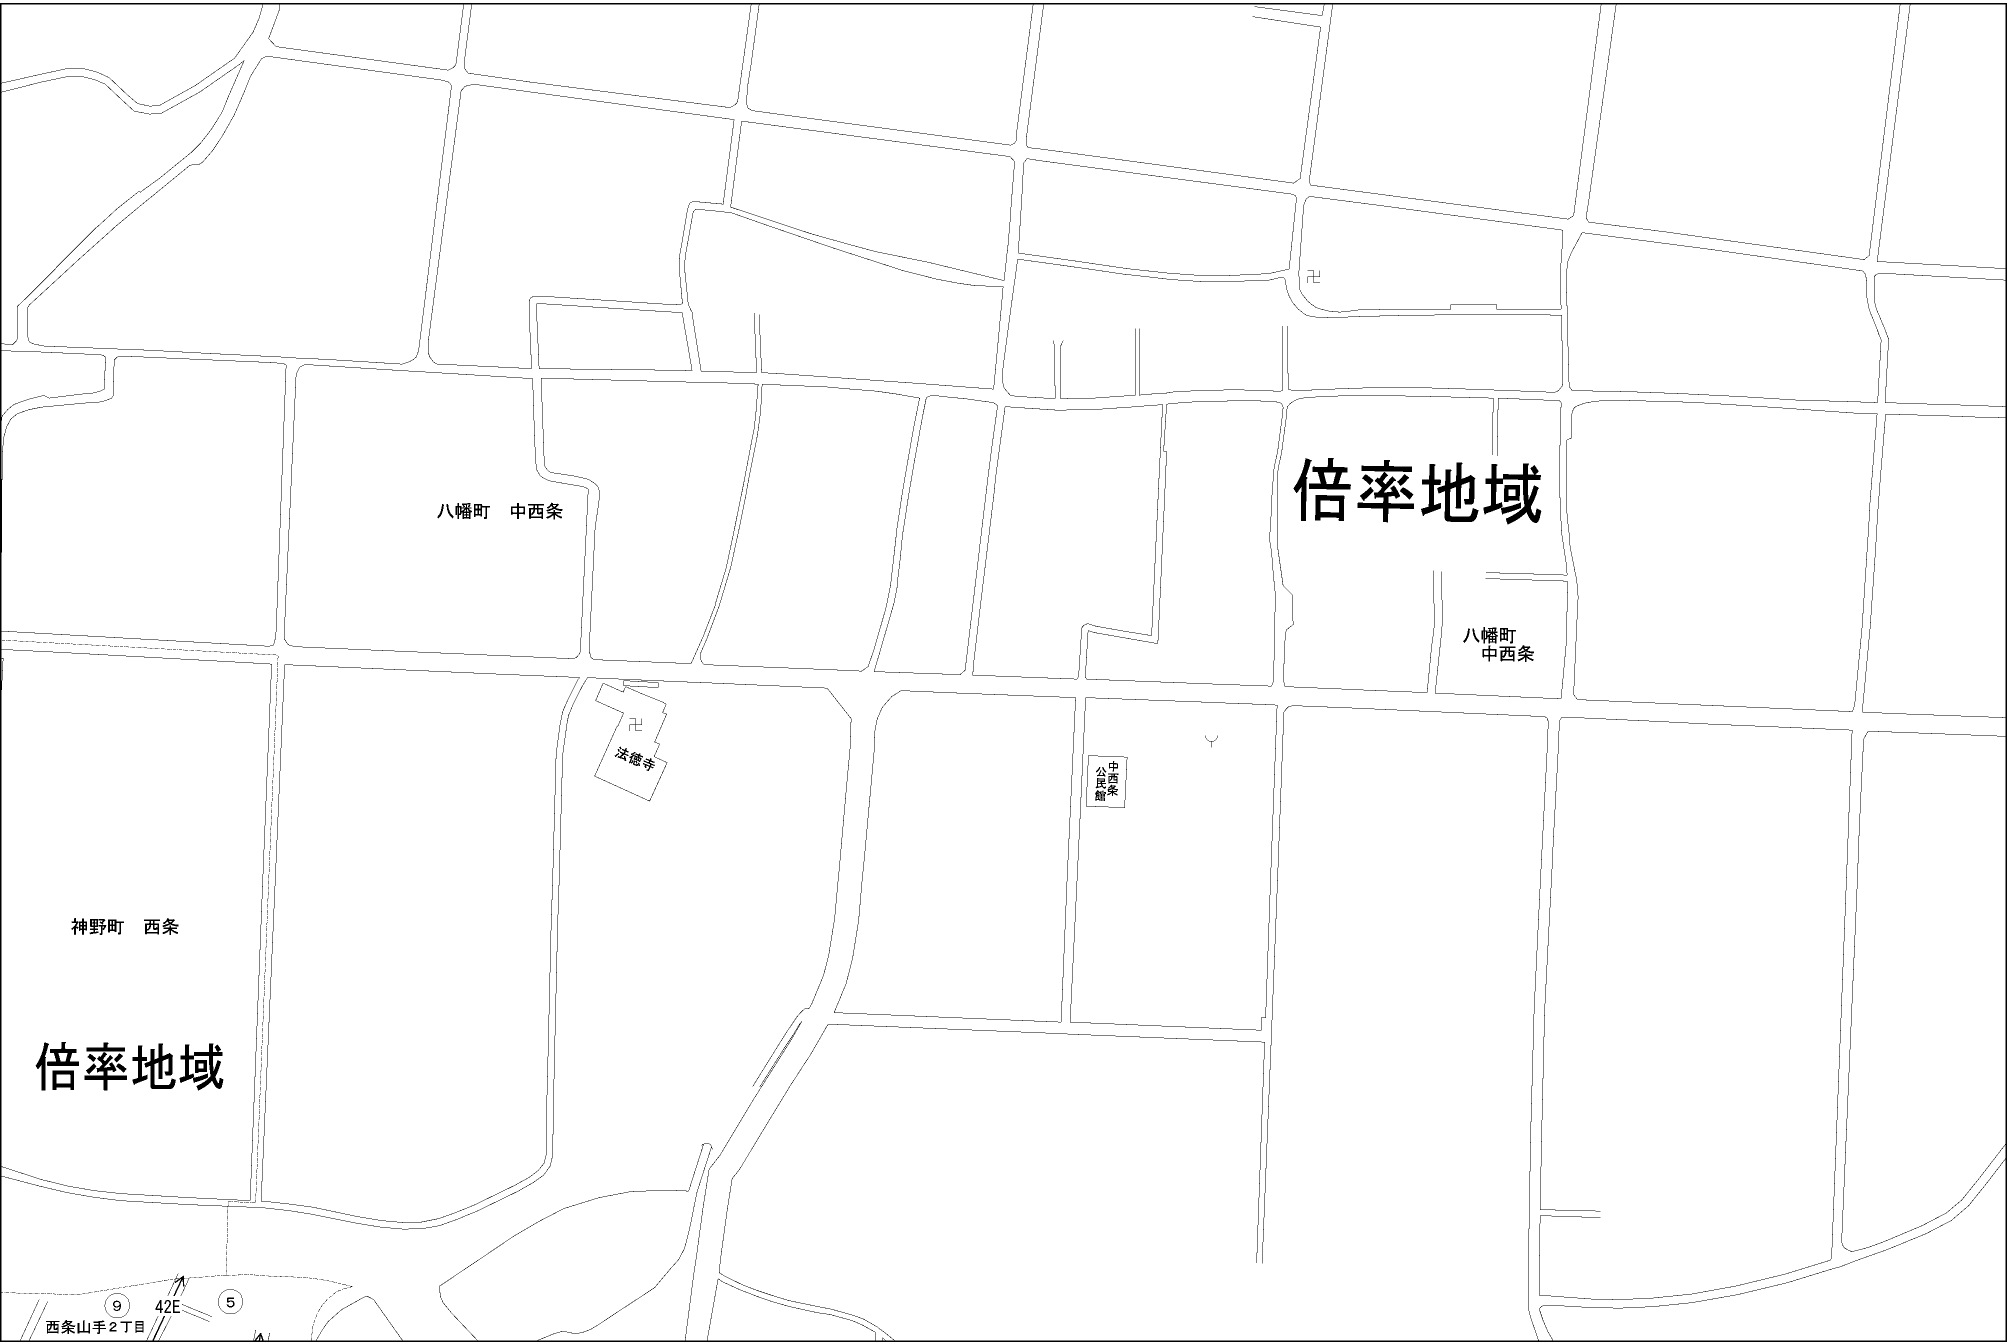 倍率地域
八幡町　中西条
八幡町
中西条
法徳寺
中西条
公民館
神野町　西条
倍率地域
9
42E
5
西条山手2丁目